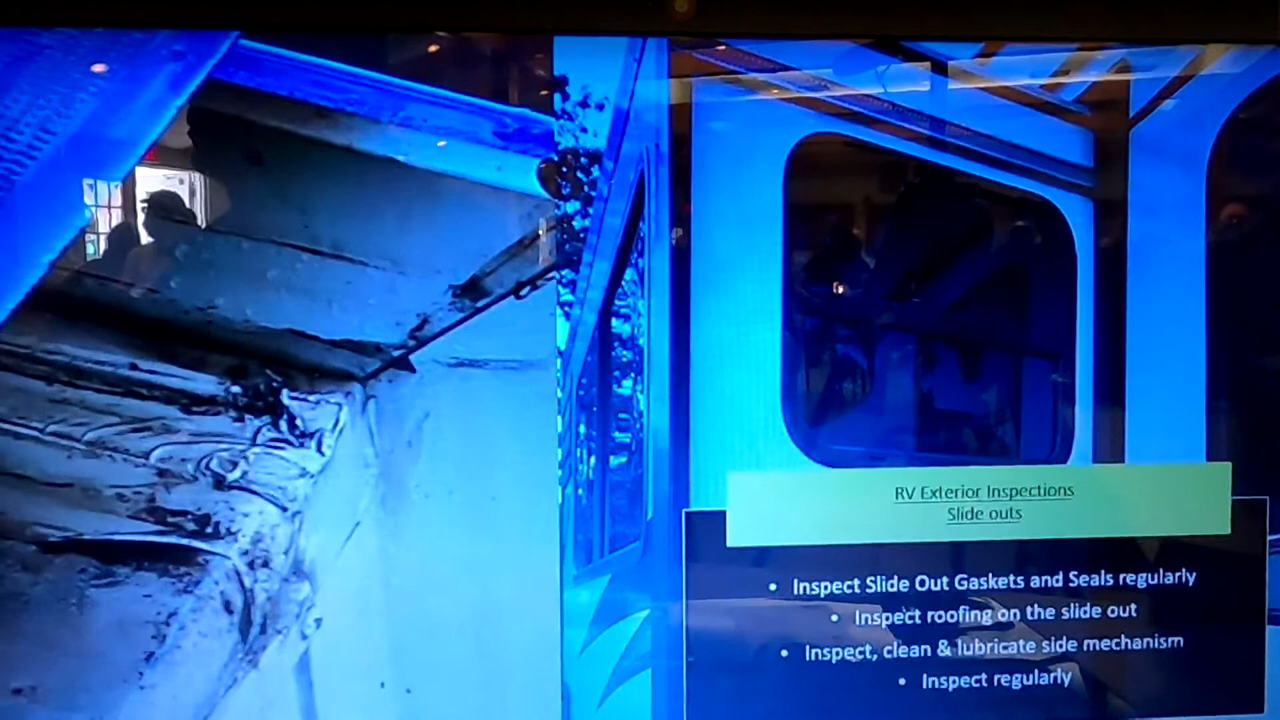 RV Exterior Inspections
Slide outs
• Inspect Slide Out Gaskets and Seals regularly
• Inspect roofing on the slide out
• Inspect, clean & lubricate side mechanism
• Inspect regularly